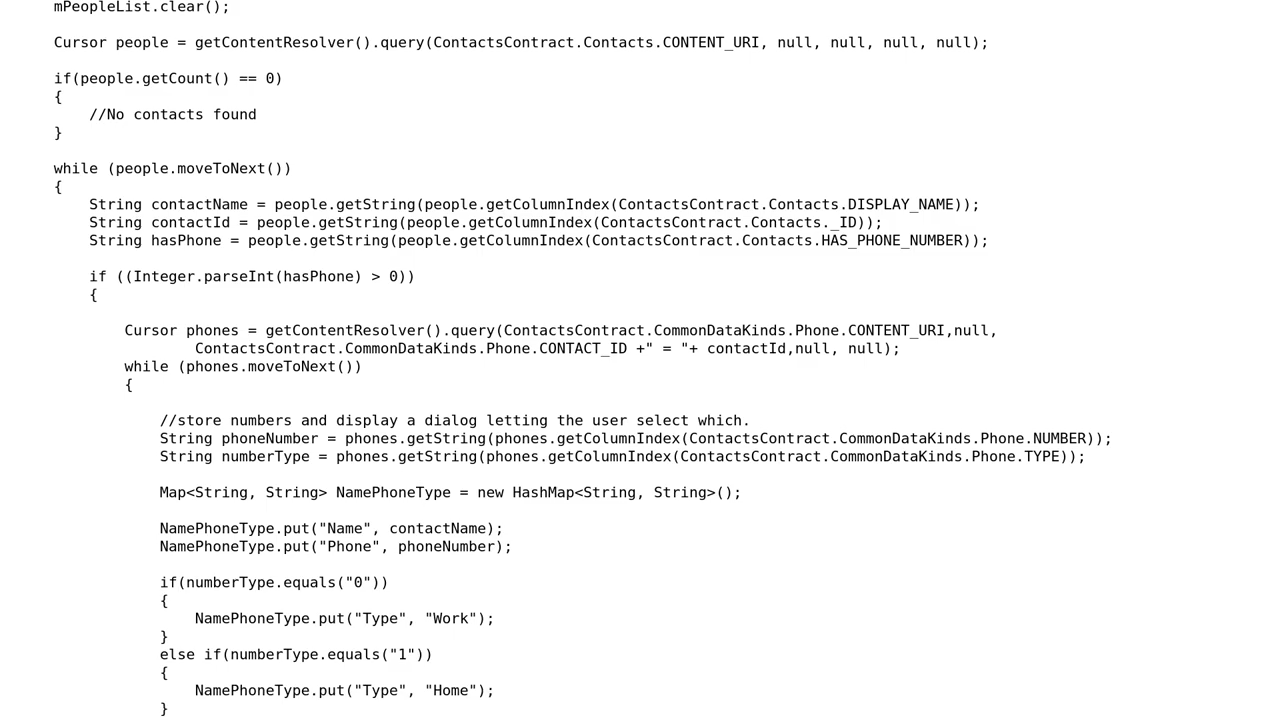 mPeopleList.clear();
Cursor people = getContentResolver().query(ContactsContract.Contacts.CONTENT_URI, null, null, null, null);
if(people.getCount() == 0)
{
//No contacts found
}
while (people.moveToNext())
{
String contactName = people.getString(people.getColumnIndex(ContactsContract.Contacts.DISPLAY_NAME));
String contactId = people.getString(people.getColumnIndex(ContactsContract.Contacts._ID));
String hasPhone = people.getString(people.getColumnIndex(ContactsContract.Contacts.HAS_PHONE_NUMBER));
if ((Integer.parseInt(hasPhone) > 0))
{
Cursor phones = getContentResolver().query(ContactsContract.CommonDataKinds.Phone.CONTENT_URI,null,
ContactsContract.CommonDataKinds.Phone.CONTACT_ID +" = "+ contactId,null, null);
while (phones.moveToNext())
{
//store numbers and display a dialog letting the user select which.
String phoneNumber = phones.getString(phones.getColumnIndex(ContactsContract.CommonDataKinds.Phone.NUMBER));
String numberType = phones.getString(phones.getColumnIndex(ContactsContract.CommonDataKinds.Phone.TYPE));
Map<String, String> NamePhoneType = new HashMap<String, String>();
NamePhoneType.put("Name", contactName);
NamePhoneType.put("Phone", phoneNumber);
if(numberType.equals("0"))
{
NamePhoneType.put("Type", "Work");
}
else if(numberType.equals("1"))
{
NamePhoneType.put("Type", "Home");
}